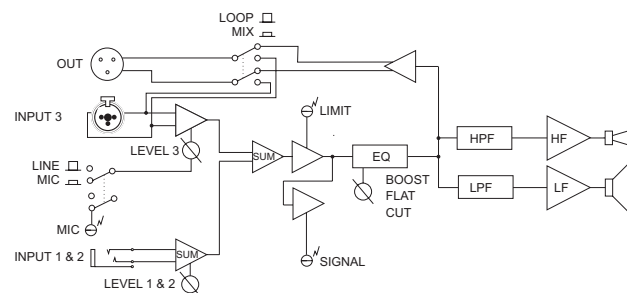 LOOP
MIX
OUT
INPUT 3
LEVEL 3
LINE
MIC
MIC
INPUT 1 & 2
SUM
LEVEL 1 & 2
SUM
LIMIT
EQ
BOOST
FLAT
CUT
SIGNAL
HPF
HF
LPF
LF